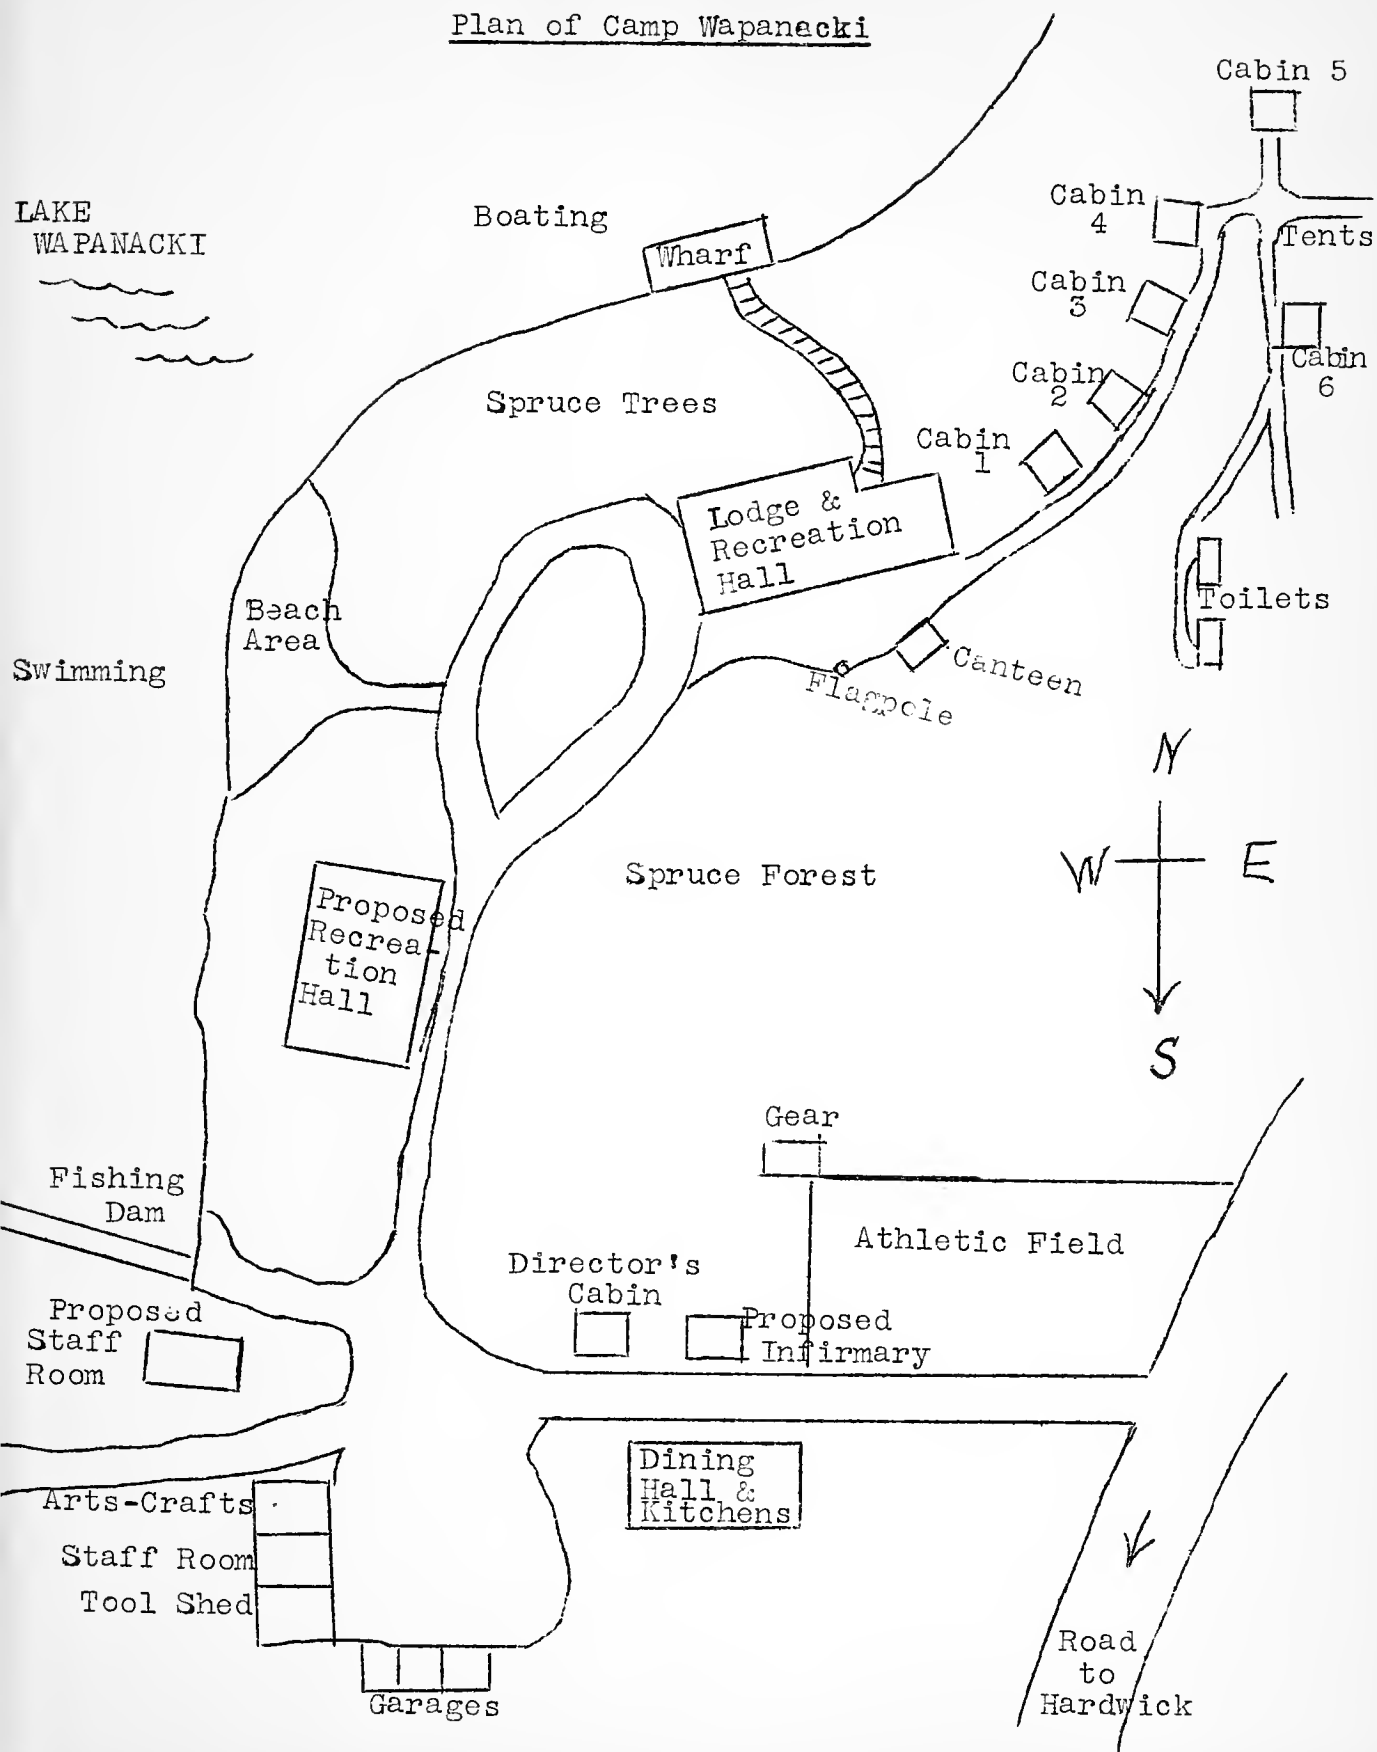 Plan of Camp Wapanacki
Cabin 5
LAKE
WAPANACKI
Boating
Wharf
Cabin
4
Tents
Cabin
3
Cabin
2
Cabin
6
Spruce Trees
Cabin
1
Lodge &
Recreation
Hall
Beach
Area
Toilets
Swimming
Canteen
Flagpole
N
W
E
S
Spruce Forest
Proposed
Recrea-
tion
Hall
Gear
Fishing
Dam
Athletic Field
Director's
Cabin
Proposed
Infirmary
Proposed
Staff
Room
Dining
Hall &
Kitchens
Arts-Crafts
Staff Room
Tool Shed
Garages
Road
to
Hardwick